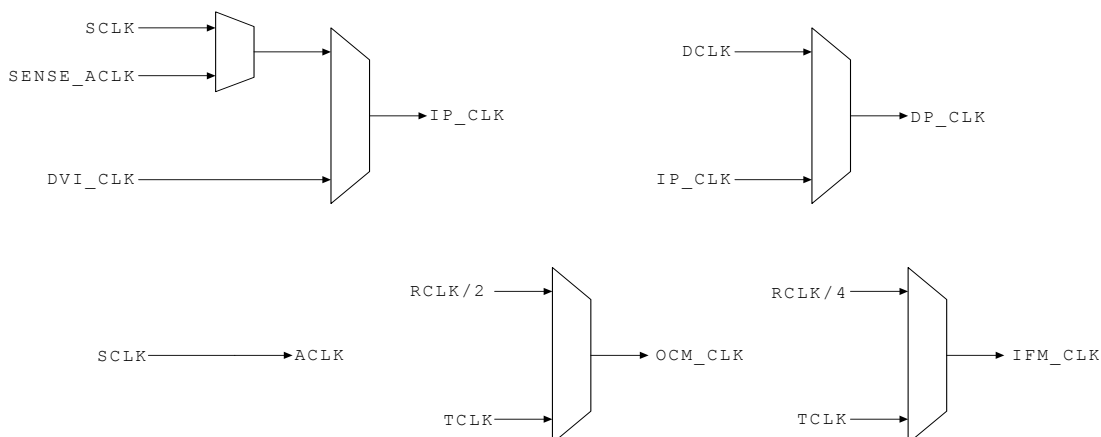 SCLK
SENSE_ACLK
IP_CLK
DVI_CLK
DCLK
DP_CLK
IP_CLK
SCLK
ACLK
RCLK/2
OCM_CLK
TCLK
RCLK/4
IFM_CLK
TCLK